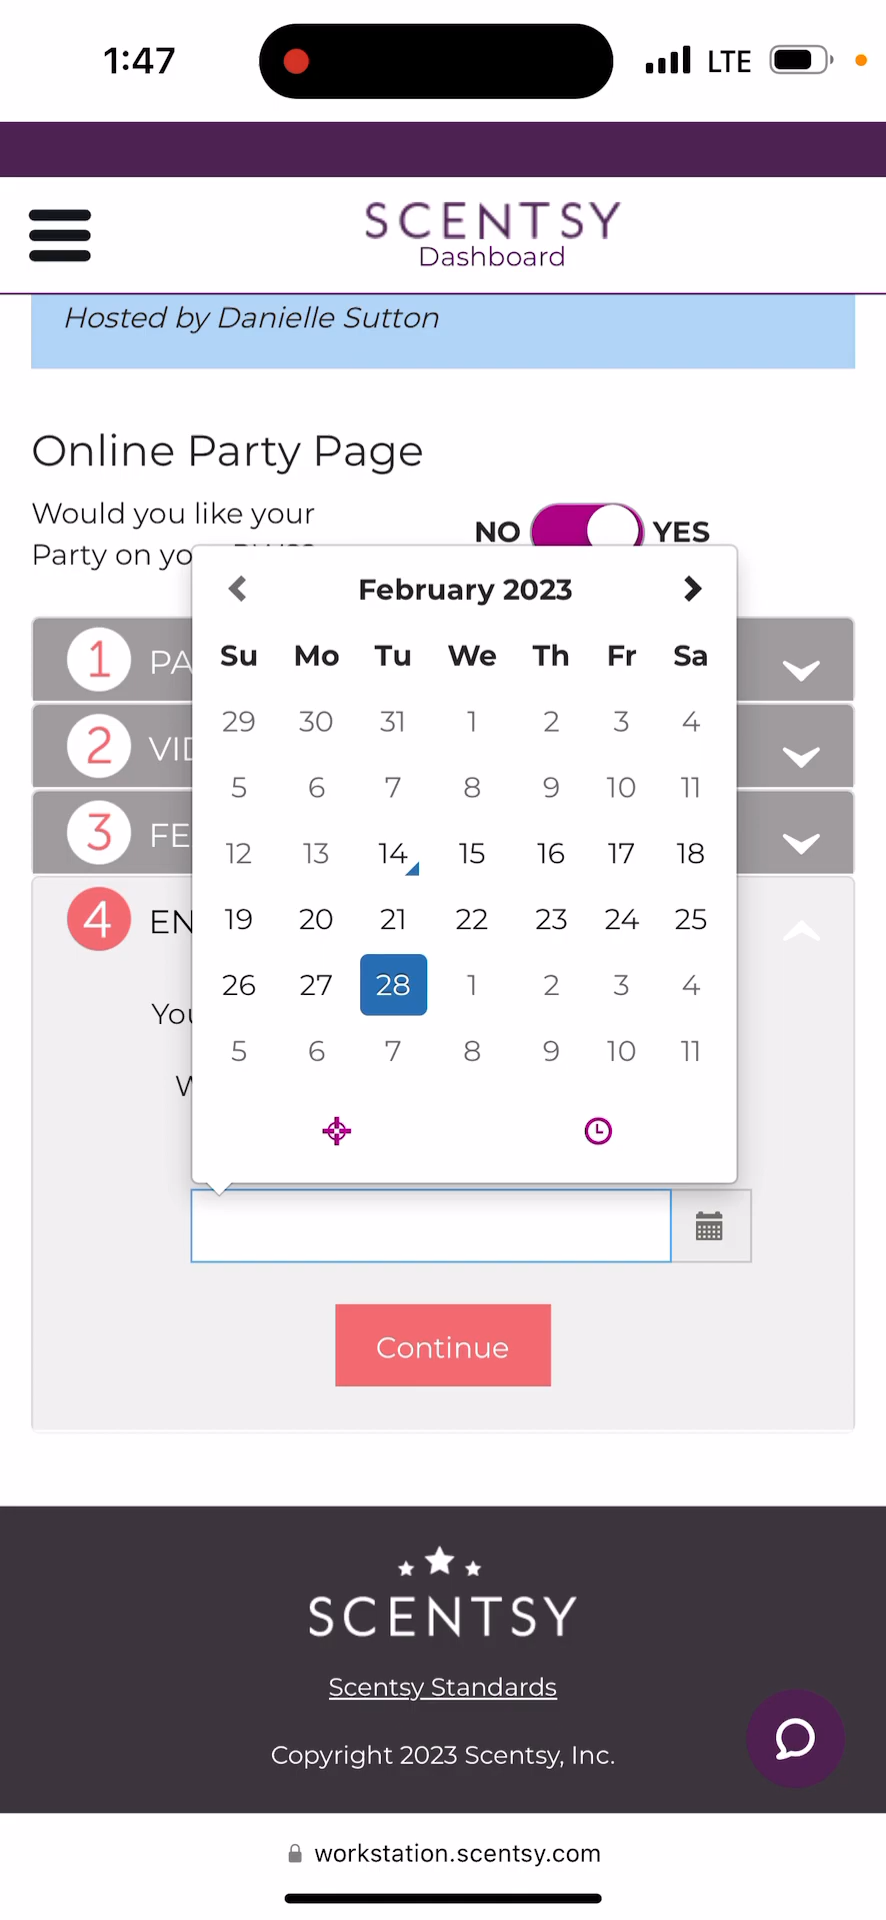 1:47
LTE
SCENTSY
Dashboard
Hosted by Danielle Sutton
Online Party Page
Would you like your
Party on
NO YES
February 2023
Su Mo Tu We Th Fr Sa
29 30 31 1 2 3 4
5 6 7 8 9 10 11
12 13 14 15 16 17 18
19 20 21 22 23 24 25
26 27 28 1 2 3 4
5 6 7 8 9 10 11
1 PA
2 VID
3 FE
4 EN
You
W
Continue
SCENTSY
Scentsy Standards
Copyright 2023 Scentsy, Inc.
workstation.scentsy.com